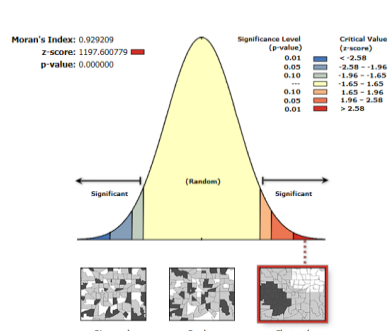 Moran's Index: 0.929209
z-score: 1197.600779
p-value: 0.000000
Significance Level
(p-value)
Critical Value
(z-score)
0.01 < -2.58
0.05 -2.58 – -1.96
0.10 -1.96 – -1.65
--- -1.65 – 1.65
0.10 1.65 – 1.96
0.05 1.96 – 2.58
0.01 > 2.58
(Random)
Significant
Significant